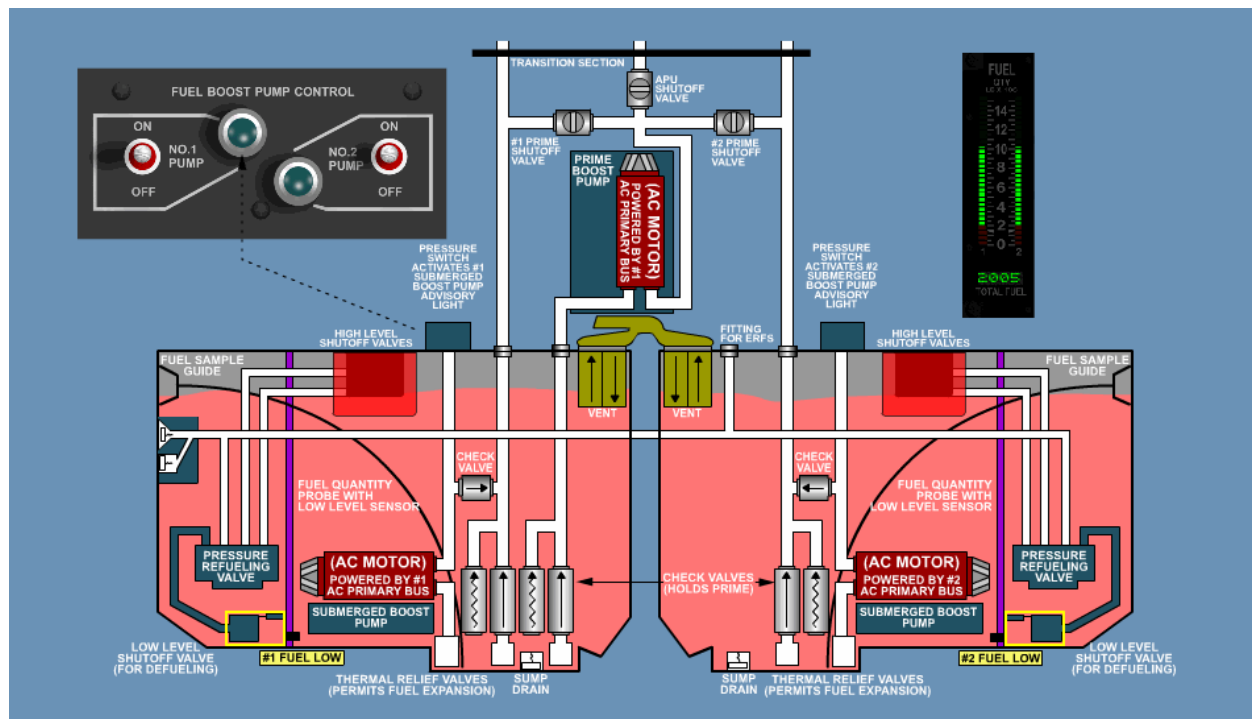 FUEL BOOST PUMP CONTROL
ON
NO.1
PUMP
OFF
ON
NO.2
PUMP
OFF
TRANSITION SECTION
APU
SHUTOFF
VALVE
#1 PRIME
SHUTOFF
VALVE
#2 PRIME
SHUTOFF
VALVE
PRIME
BOOST
PUMP
(AC MOTOR)
POWERED BY #1
AC PRIMARY BUS
FUEL
QTY
LB X 100
14
12
10
8
6
4
2
0
1
2
2005
TOTAL FUEL
PRESSURE
SWITCH
ACTIVATES #1
SUBMERGED
BOOST PUMP
ADVISORY
LIGHT
PRESSURE
SWITCH
ACTIVATES #2
SUBMERGED
BOOST PUMP
ADVISORY
LIGHT
HIGH LEVEL
SHUTOFF VALVES
FITTING
FOR ERFS
HIGH LEVEL
SHUTOFF VALVES
FUEL SAMPLE
GUIDE
FUEL SAMPLE
GUIDE
VENT
VENT
CHECK
VALVE
CHECK
VALVE
FUEL QUANTITY
PROBE WITH
LOW LEVEL SENSOR
FUEL QUANTITY
PROBE WITH
LOW LEVEL SENSOR
PRESSURE
REFUELING
VALVE
(AC MOTOR)
POWERED BY #1
AC PRIMARY BUS
SUBMERGED BOOST
PUMP
CHECK VALVES
(HOLDS PRIME)
(AC MOTOR)
POWERED BY #2
AC PRIMARY BUS
SUBMERGED BOOST
PUMP
PRESSURE
REFUELING
VALVE
LOW LEVEL
SHUTOFF VALVE
(FOR DEFUELING)
#1 FUEL LOW
THERMAL RELIEF VALVES
(PERMITS FUEL EXPANSION)
SUMP
DRAIN
SUMP
DRAIN
THERMAL RELIEF VALVES
(PERMITS FUEL EXPANSION)
#2 FUEL LOW
LOW LEVEL
SHUTOFF VALVE
(FOR DEFUELING)